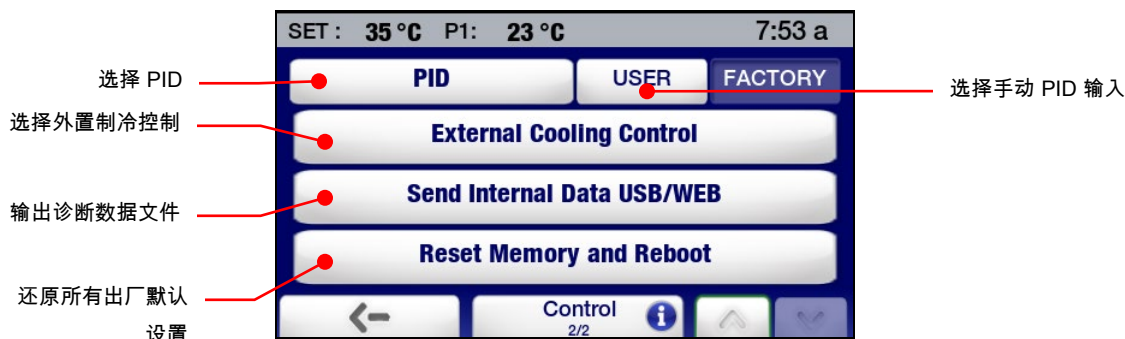 SET : 35 °C P1: 23 °C 7:53 a
选择 PID
PID
USER
FACTORY
选择手动 PID 输入
选择外置制冷控制
External Cooling Control
输出诊断数据文件
Send Internal Data USB/WEB
还原所有出厂默认
设置
Reset Memory and Reboot
Control
2/2